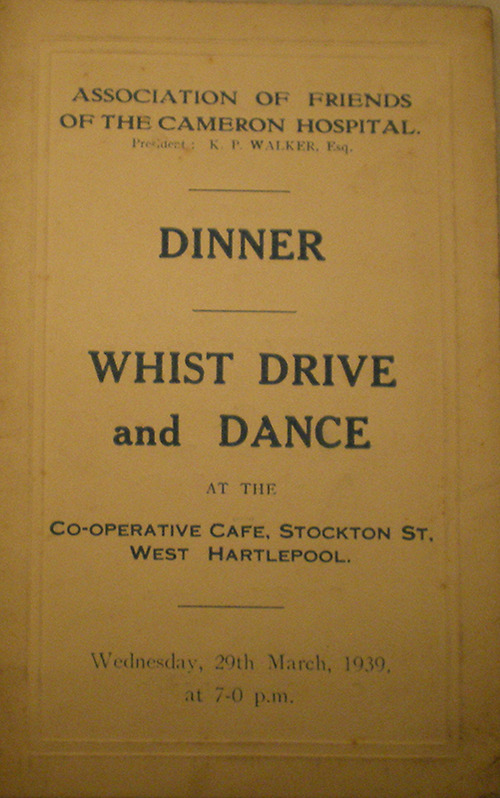 ASSOCIATION OF FRIENDS
OF THE CAMERON HOSPITAL.
President: K. P. WALKER, Esq.
DINNER
WHIST DRIVE
and DANCE
AT THE
CO-OPERATIVE CAFE, STOCKTON ST,
WEST HARTLEPOOL.
Wednesday, 29th March, 1939,
at 7-0 p.m.